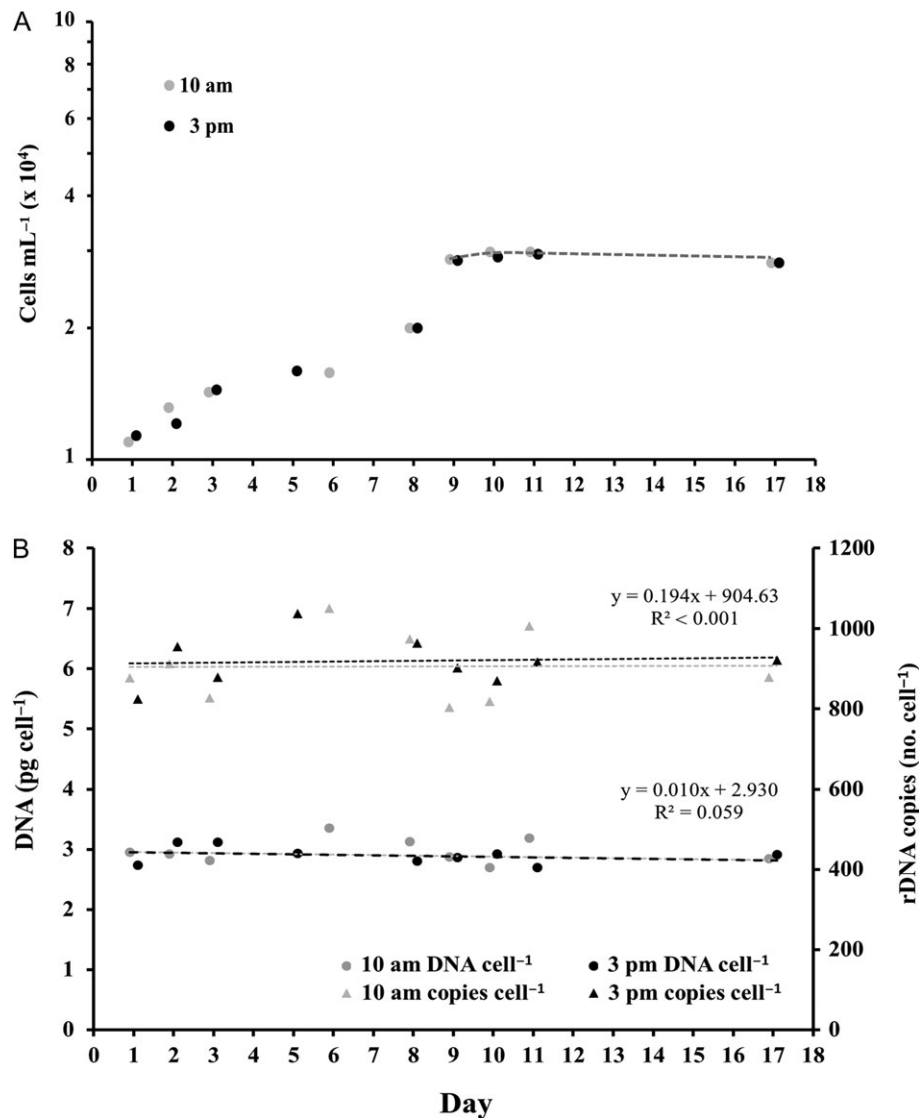 A
10
8
6
4
2
1
Cells mL⁻¹ (x 10⁴)
10 am
3 pm
0 1 2 3 5 6 8 9 10 11 12 13 14 15 16 17 18
B
8
7
6
5
4
3
2
1
0
DNA (pg cell⁻¹)
1200
1000
800
600
400
200
0
rDNA copies (no. cell⁻¹)
y = 0.194x + 904.63
R² < 0.001
y = 0.010x + 2.930
R² = 0.059
10 am DNA cell⁻¹ 3 pm DNA cell⁻¹
10 am copies cell⁻¹ 3 pm copies cell⁻¹
0 1 2 3 5 6 8 9 10 11 12 13 14 15 16 17 18
Day